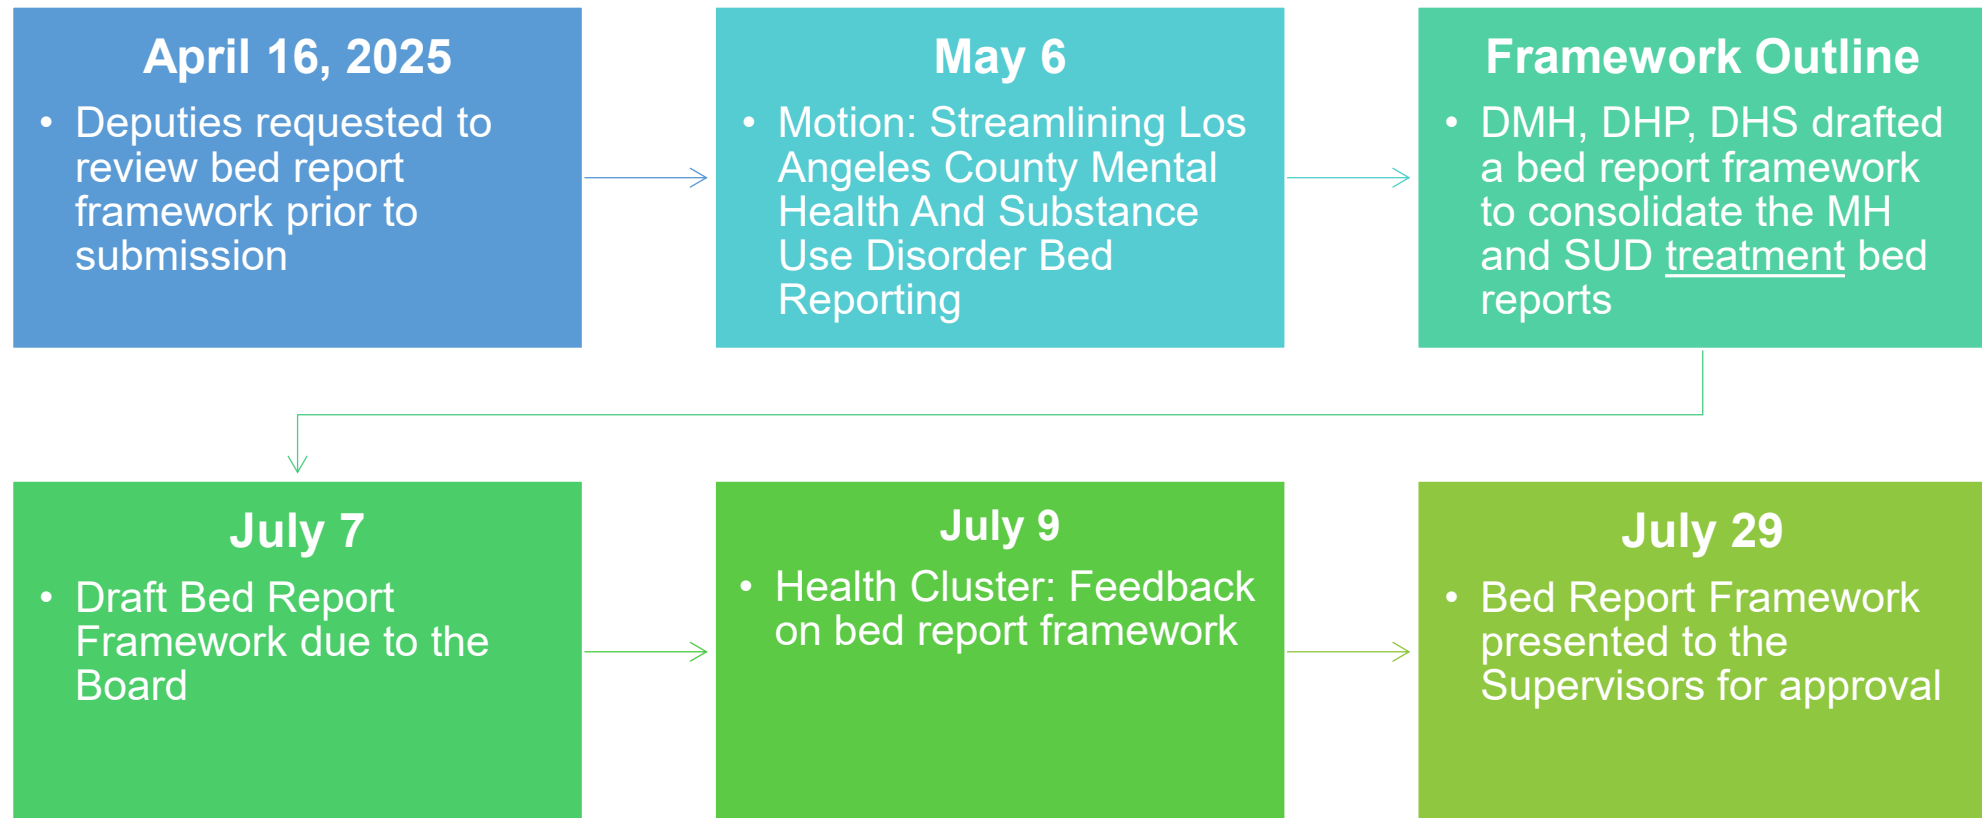 April 16, 2025
• Deputies requested to
review bed report
framework prior to
submission
May 6
• Motion: Streamlining Los
Angeles County Mental
Health And Substance
Use Disorder Bed
Reporting
Framework Outline
• DMH, DHP, DHS drafted
a bed report framework
to consolidate the MH
and SUD treatment bed
reports
July 7
• Draft Bed Report
Framework due to the
Board
July 9
• Health Cluster: Feedback
on bed report framework
July 29
• Bed Report Framework
presented to the
Supervisors for approval